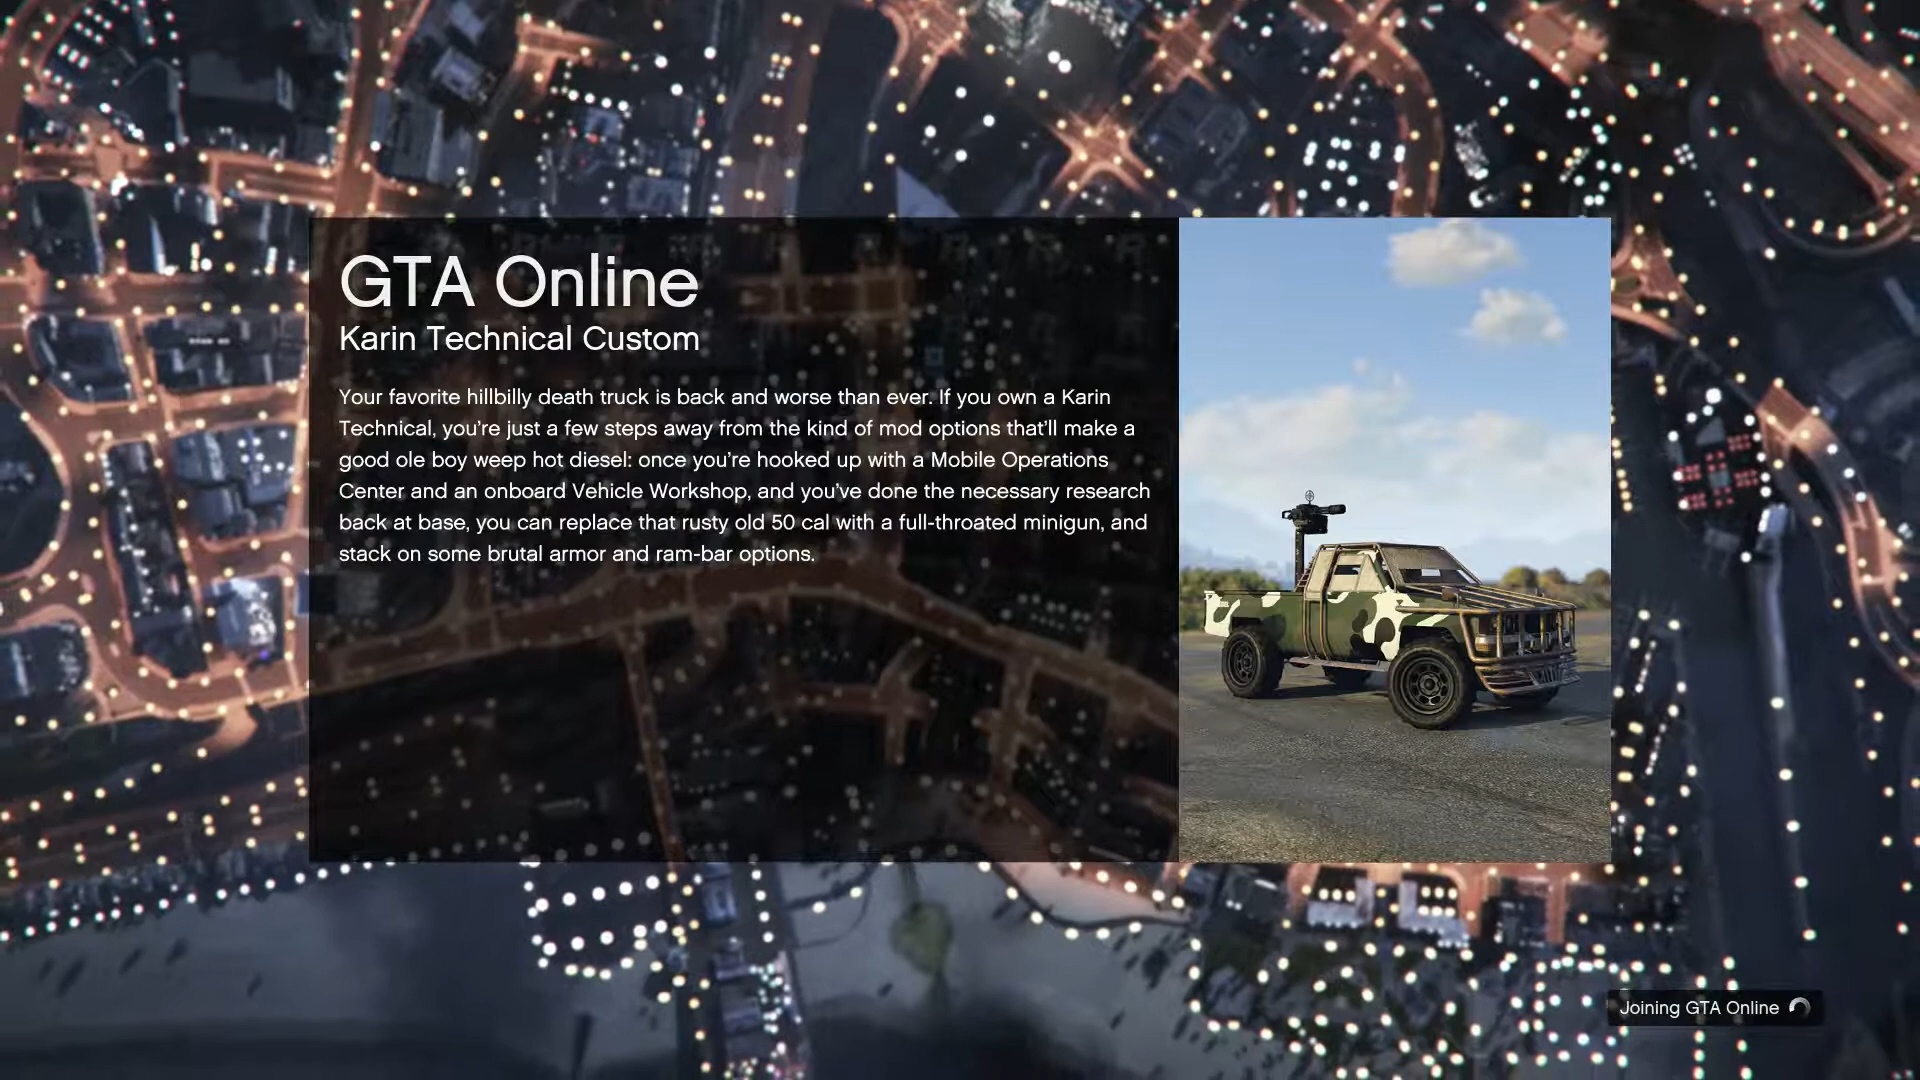 GTA Online
Karin Technical Custom
Your favorite hillbilly death truck is back and worse than ever. If you own a Karin
Technical, you're just a few steps away from the kind of mod options that'll make a
good ole boy weep hot diesel: once you're hooked up with a Mobile Operations
Center and an onboard Vehicle Workshop, and you've done the necessary research
back at base, you can replace that rusty old 50 cal with a full-throated minigun, and
stack on some brutal armor and ram-bar options.
Joining GTA Online